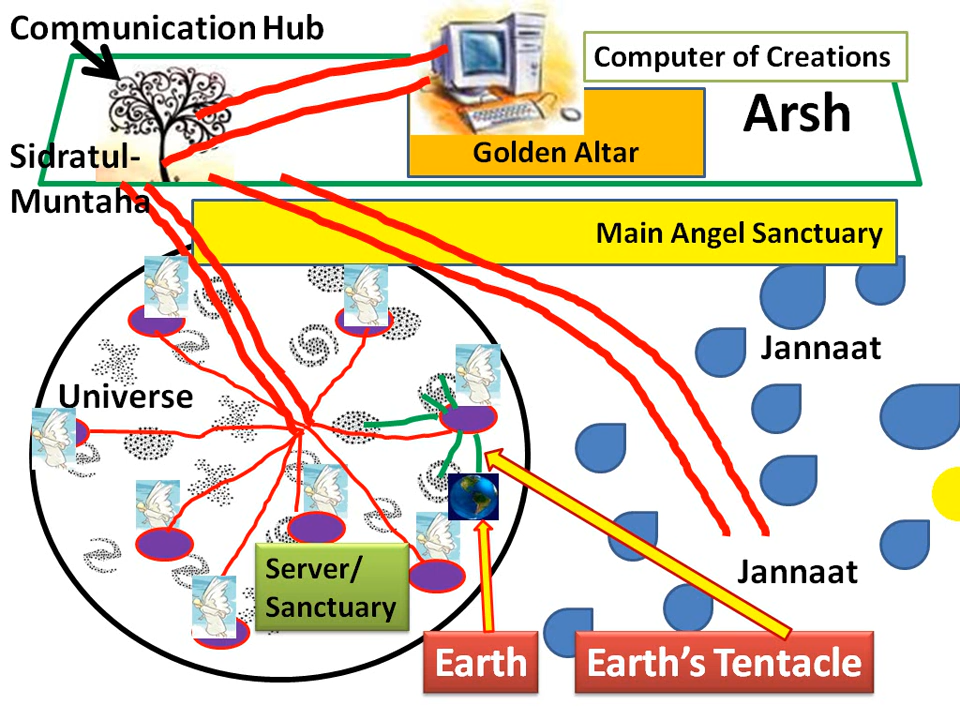 Communication Hub
Computer of Creations
Arsh
Golden Altar
Sidratul-
Muntaha
Main Angel Sanctuary
Jannaat
Universe
Server/
Sanctuary
Jannaat
Earth
Earth's Tentacle